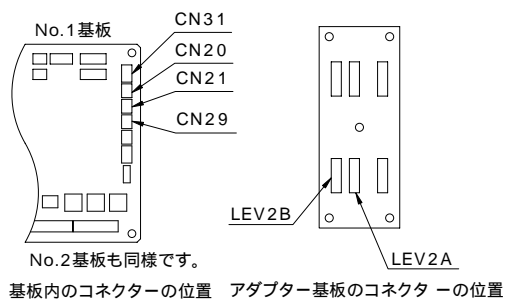 No.1基板
CN31
CN20
CN21
CN29
LEV2B
LEV2A
No.2基板も同様です。
基板内のコネクターの位置
アダプター基板のコネクタ ーの位置